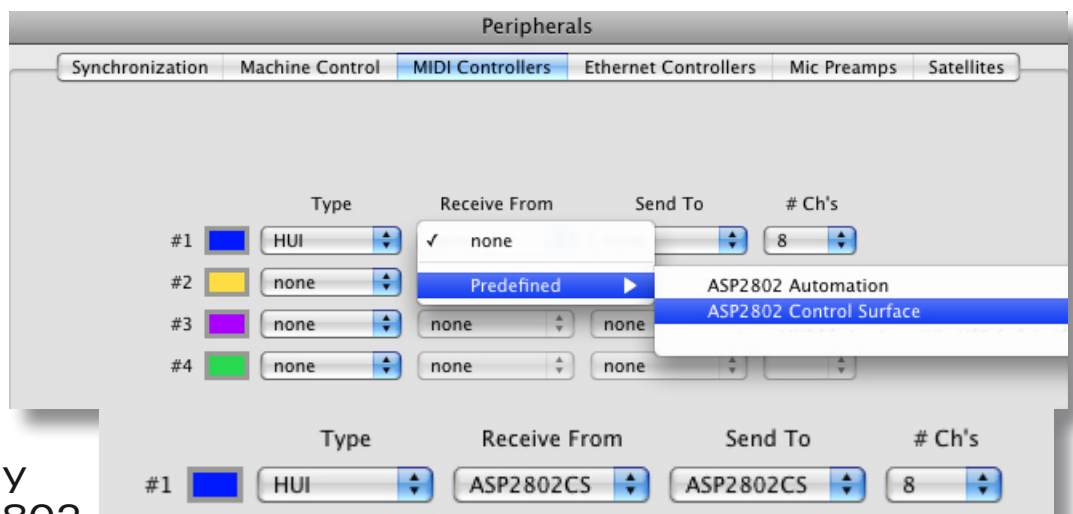 Peripherals
Synchronization Machine Control MIDI Controllers Ethernet Controllers Mic Preamps Satellites
Type Receive From Send To # Ch's
#1 HUI ✓ none 8
#2 none Predefined ASP2802 Automation
ASP2802 Control Surface
#3 none none none
#4 none none none
Type Receive From Send To # Ch's
#1 HUI ASP2802CS ASP2802CS 8